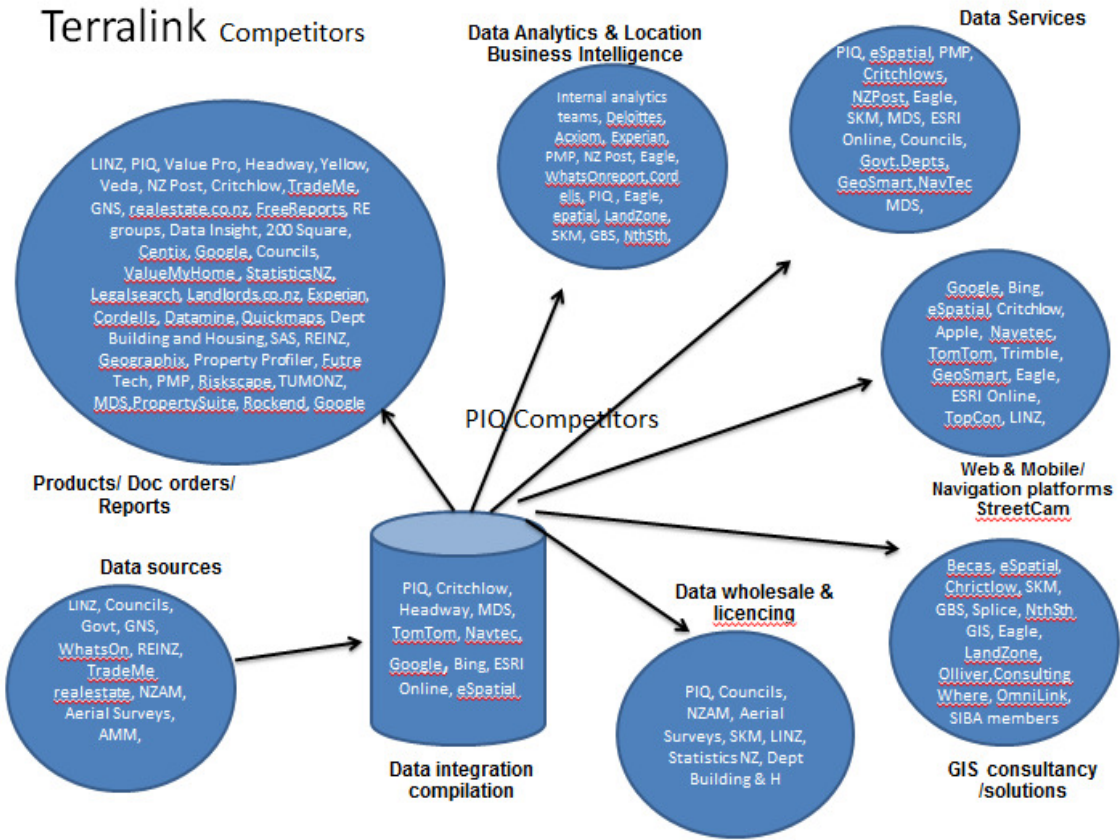 Terralink Competitors
Data Analytics & Location
Business Intelligence
Data Services
LINZ, PIQ, Value Pro, Headway, Yellow,
Veda, NZ Post, Critchlow, TradeMe,
GNS, realestate.co.nz, FreeReports, RE
groups, Data Insight, 200 Square,
Centix, Google, Councils,
ValueMyHome , StatisticsNZ,
Legalsearch, Landlords.co.nz, Experian,
Cordells, Datamine, Quickmaps, Dept
Building and Housing, SAS, REINZ,
Geographix, Property Profiler, Futre
Tech, PMP, Riskscape, TUMONZ,
MDS,PropertySuite, Rockend, Google
Products/ Doc orders/
Reports
Internal analytics
teams, Deloittes,
Acxiom, Experian,
PMP, NZ Post, Eagle,
WhatsOnreport,Cord
ells, PIQ , Eagle,
epatial, LandZone,
SKM, GBS, NthSth,
PIQ, eSpatial, PMP,
Critchlows,
NZPost, Eagle,
SKM, MDS, ESRI
Online, Councils,
Govt.Depts,
GeoSmart,NavTec
MDS,
Google, Bing,
eSpatial, Critchlow,
Apple, Navetec,
TomTom, Trimble,
GeoSmart, Eagle,
ESRI Online,
TopCon, LINZ,
Web & Mobile/
Navigation platforms
StreetCam
PIQ Competitors
Data sources
LINZ, Councils,
Govt, GNS,
WhatsOn, REINZ,
TradeMe
realestate, NZAM,
Aerial Surveys,
AMM,
PIQ, Critchlow,
Headway, MDS,
TomTom, Navtec,
Google, Bing, ESRI
Online, eSpatial
Data integration
compilation
Data wholesale &
licencing
PIQ, Councils,
NZAM, Aerial
Surveys, SKM, LINZ,
Statistics NZ, Dept
Building & H
Becas, eSpatial,
Chrictlow, SKM,
GBS, Splice, NthSth
GIS, Eagle,
LandZone,
Olliver,Consulting
Where, OmniLink,
SIBA members
GIS consultancy
/solutions